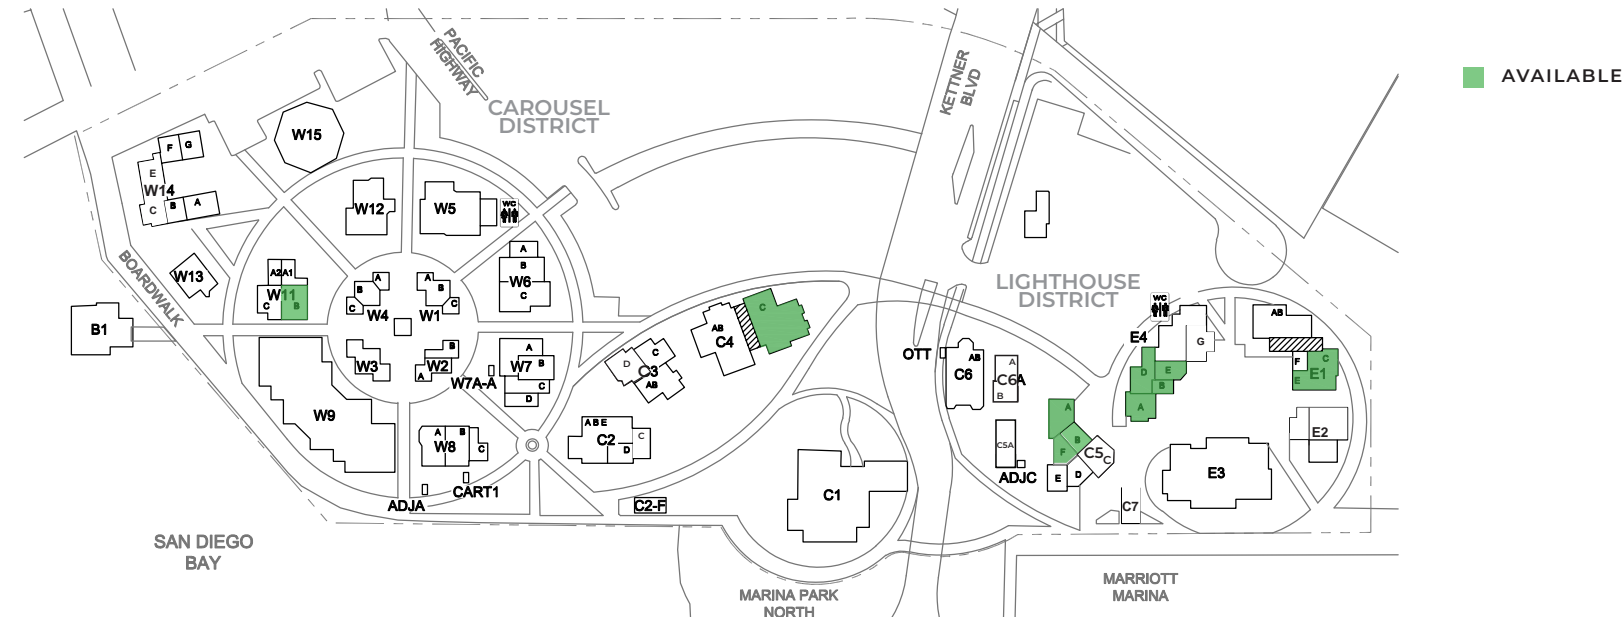 AVAILABLE
PACIFIC
HIGHWAY
CAROUSEL
DISTRICT
KETTNER
BLVD
W15
F
G
E
W14
C
B
A
W12
W5
WC
W13
BOARDWALK
A2
A1
W11
C
B
A
B
C
W4
A
B
C
W1
A
B
W6
C
B1
W3
B
W2
A
W7A-A
A
W7
B
C
D
W9
A
B
W8
C
CART1
ADJA
AB
C4
C
D
C
C3
AB
A B E
C2
C
D
C2-F
C1
LIGHTHOUSE
DISTRICT
OTT
AB
C6
A
C6A
B
C5A
ADJC
A
B
F
C5
C
E
D
C7
WC
E4
G
D
E
B
A
AB
F
C
E
E1
E2
E3
SAN DIEGO
BAY
MARINA PARK
NORTH
MARRIOTT
MARINA